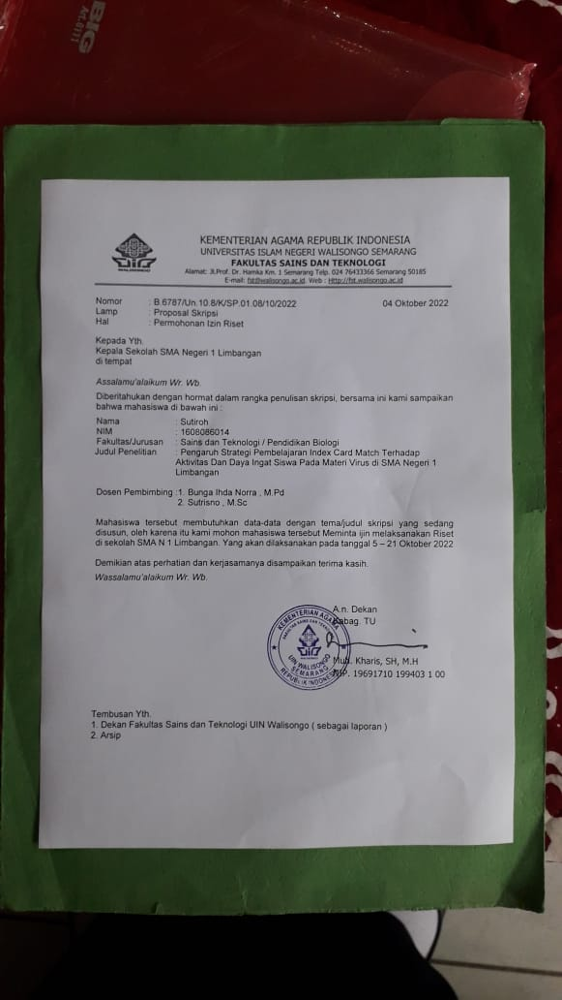 BIG
KEMENTERIAN AGAMA REPUBLIK INDONESIA
UNIVERSITAS ISLAM NEGERI WALISONGO SEMARANG
FAKULTAS SAINS DAN TEKNOLOGI
Alamat: Jl.Prof. Dr. Hamka Km. 1 Semarang Telp. 024 76433366 Semarang 50185
E-mail: fst@walisongo.ac.id. Web : Http://fst.walisongo.ac.id
WALISONGO
Nomor : B.6787/Un.10.8/K/SP.01.08/10/2022 04 Oktober 2022
Lamp : Proposal Skripsi
Hal : Permohonan Izin Riset
Kepada Yth.
Kepala Sekolah SMA Negeri 1 Limbangan
di tempat
Assalamu'alaikum Wr. Wb.
Diberitahukan dengan hormat dalam rangka penulisan skripsi, bersama ini kami sampaikan
bahwa mahasiswa di bawah ini :
Nama : Sutiroh
NIM : 1608086014
Fakultas/Jurusan : Sains dan Teknologi / Pendidikan Biologi
Judul Penelitian : Pengaruh Strategi Pembelajaran Index Card Match Terhadap
Aktivitas Dan Daya Ingat Siswa Pada Materi Virus di SMA Negeri 1
Limbangan
Dosen Pembimbing :1. Bunga Ihda Norra , M.Pd
2. Sutrisno , M.Sc
Mahasiswa tersebut membutuhkan data-data dengan tema/judul skripsi yang sedang
disusun, oleh karena itu kami mohon mahasiswa tersebut Meminta ijin melaksanakan Riset
di sekolah SMA N 1 Limbangan. Yang akan dilaksanakan pada tanggal 5 – 21 Oktober 2022
Demikian atas perhatian dan kerjasamanya disampaikan terima kasih.
Wassalamu'alaikum Wr. Wb.
A.n. Dekan
Kabag. TU
KEMENTERIAN AGAMA
FAKULTAS SAINS DAN TEKNOLOGI
UIN WALISONGO
SEMARANG
REPUBLIK INDONESIA
Muh. Kharis, SH, M.H
NIP. 19691710 199403 1 00
Tembusan Yth.
1. Dekan Fakultas Sains dan Teknologi UIN Walisongo ( sebagai laporan )
2. Arsip